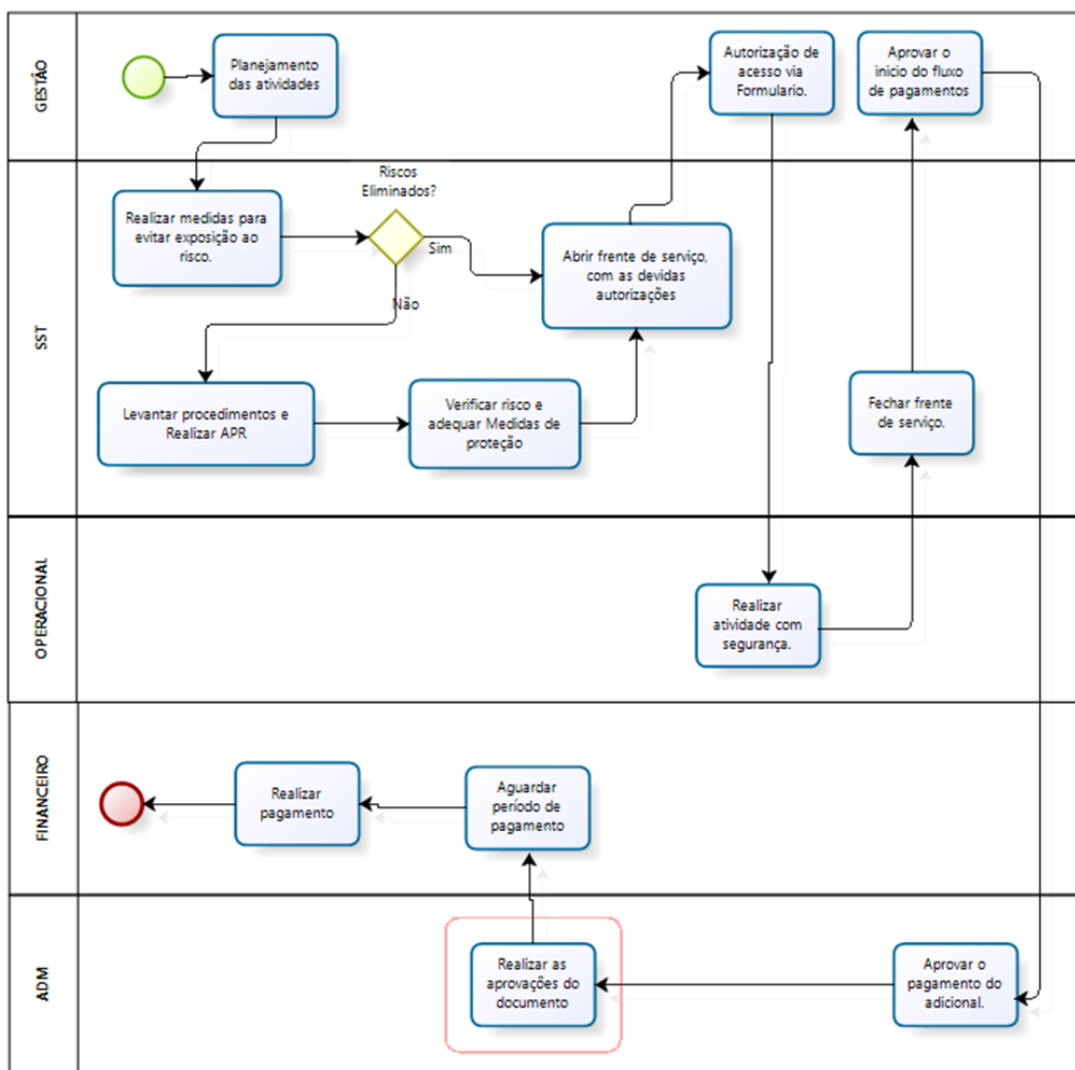 GESTÃO
Planejamento
das atividades
Autorização de
acesso via
Formulario.
Aprovar o
inicio do fluxo
de pagamentos
SST
Realizar medidas para
evitar exposição ao
risco.
Riscos
Eliminados?
Sim
Não
Abrir frente de serviço,
com as devidas
autorizações
Levantar procedimentos e
Realizar APR
Verificar risco e
adequar Medidas de
proteção
Fechar frente
de serviço.
OPERACIONAL
Realizar
atividade com
segurança.
FINANCEIRO
Realizar
pagamento
Aguardar
período de
pagamento
ADM
Realizar as
aprovações do
documento
Aprovar o
pagamento do
adicional.